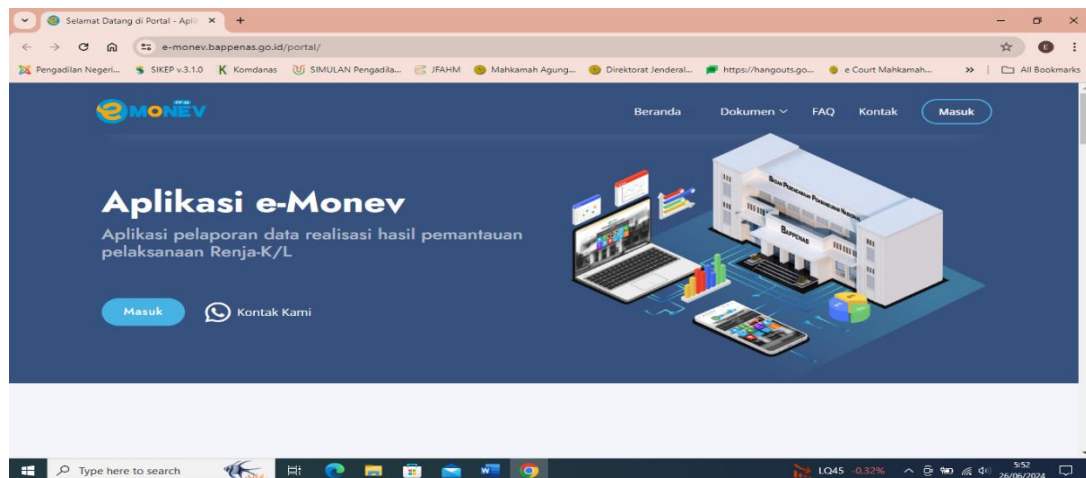 Selamat Datang di Portal - Apli
e-monev.bappenas.go.id/portal/
E
Pengadilan Negeri...
SIKEP v.3.1.0
Komdanas
SIMULAN Pengadila...
JFAHM
Mahkamah Agung...
Direktorat Jenderal...
https://hangouts.go...
e Court Mahkamah...
All Bookmarks
eMONEV
Beranda
Dokumen
FAQ
Kontak
Masuk
Aplikasi e-Monev
Aplikasi pelaporan data realisasi hasil pemantauan
pelaksanaan Renja-K/L
Masuk
Kontak Kami
BAPPENAS
Type here to search
LQ45 -0.32%
5:52
26/06/2024